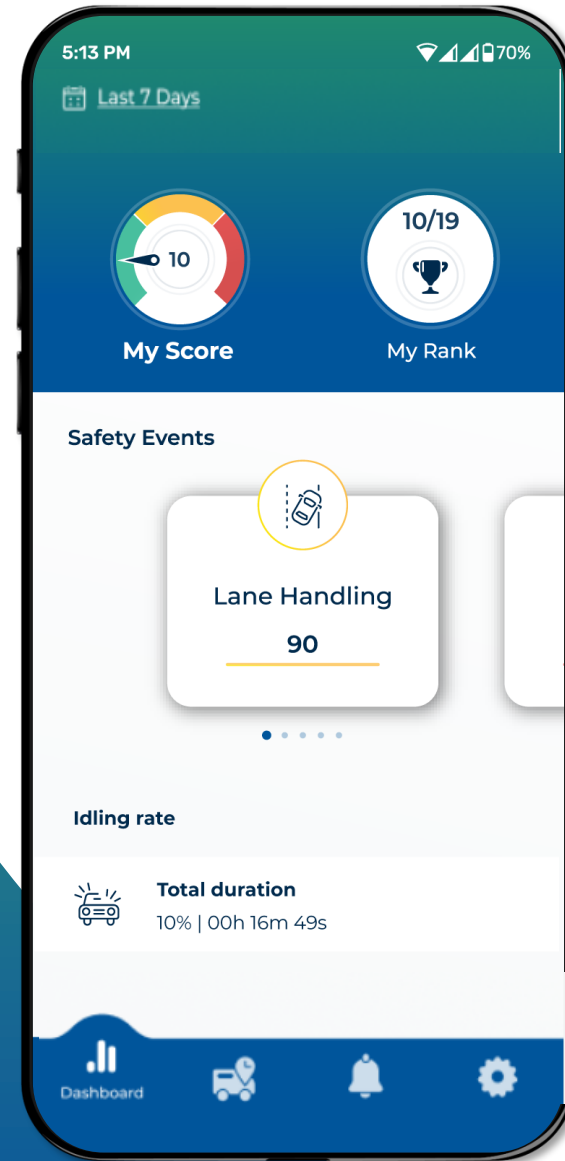 5:13 PM 70%
Last 7 Days
10
10/19
My Score
My Rank
Safety Events
Lane Handling
90
Idling rate
Total duration
10% | 00h 16m 49s
Dashboard